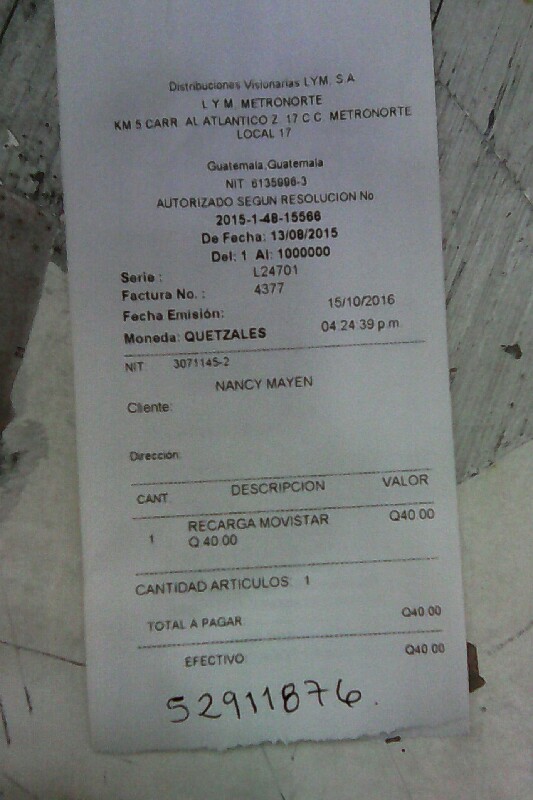 Distribuciones Visionarias LYM, S.A
L Y M, METRONORTE
KM 5 CARR AL ATLANTICO Z. 17 C C METRONORTE
LOCAL 17
Guatemala, Guatemala
NIT 6135996-3
AUTORIZADO SEGUN RESOLUCION No
2015-1-48-15566
De Fecha: 13/08/2015
Del: 1 Al: 1000000
Serie : L24701
Factura No. : 4377
Fecha Emisión: 15/10/2016
Moneda: QUETZALES 04:24:39 p.m.
NIT 3071145-2
NANCY MAYEN
Cliente:
Dirección:
CANT. DESCRIPCION VALOR
1 RECARGA MOVISTAR Q40.00
Q 40.00
CANTIDAD ARTICULOS: 1
TOTAL A PAGAR Q40.00
EFECTIVO Q40.00
52911876.